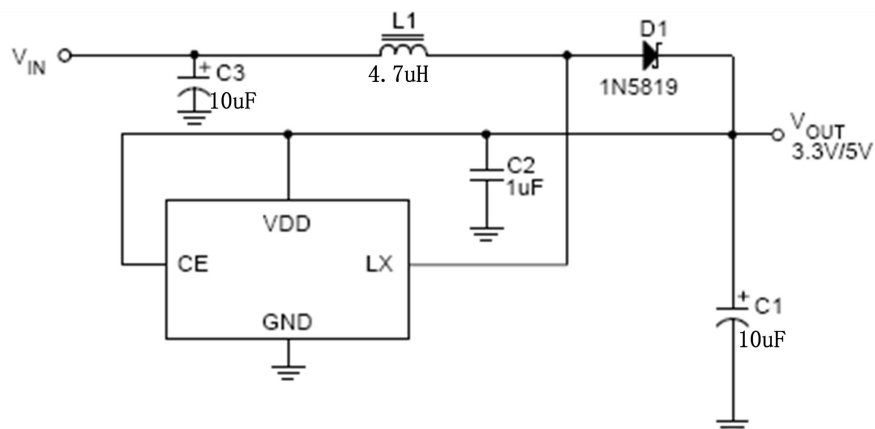 L1
D1
VIN
+ C3
10uF
4.7uH
1N5819
VOUT
3.3V/5V
C2
1uF
VDD
CE
LX
GND
+ C1
10uF